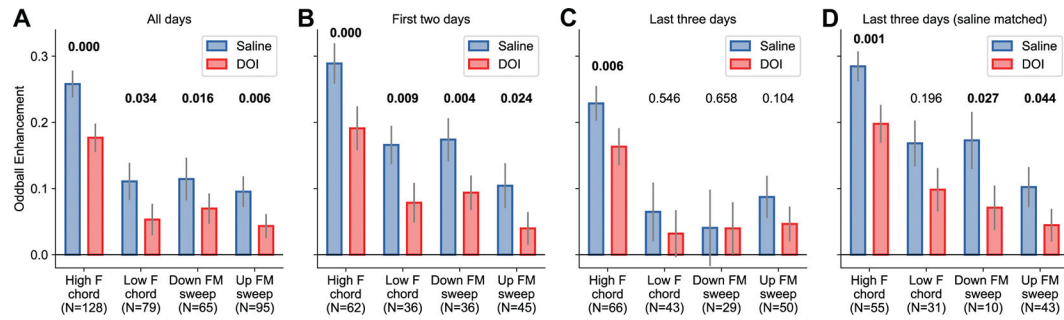 A
All days
B
First two days
C
Last three days
D
Last three days (saline matched)
Oddball Enhancement
0.3
0.2
0.1
0.0
0.000
0.034
0.016
0.006
Saline
DOI
High F
chord
(N=128)
Low F
chord
(N=79)
Down FM
sweep
(N=65)
Up FM
sweep
(N=95)
0.000
0.009
0.004
0.024
Saline
DOI
High F
chord
(N=62)
Low F
chord
(N=36)
Down FM
sweep
(N=36)
Up FM
sweep
(N=45)
0.006
0.546
0.658
0.104
Saline
DOI
High F
chord
(N=66)
Low F
chord
(N=43)
Down FM
sweep
(N=29)
Up FM
sweep
(N=50)
0.001
0.196
0.027
0.044
Saline
DOI
High F
chord
(N=55)
Low F
chord
(N=31)
Down FM
sweep
(N=10)
Up FM
sweep
(N=43)